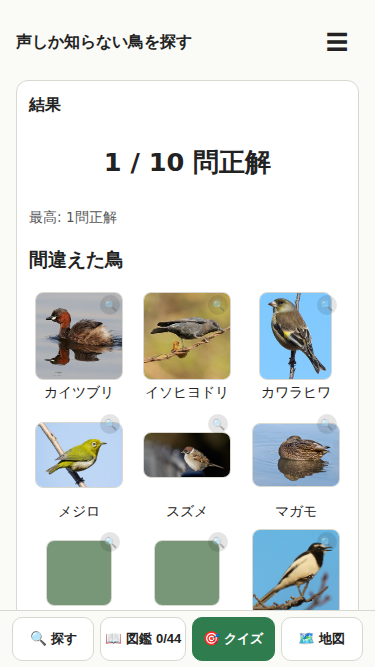 声しか知らない鳥を探す
☰
結果
1 / 10 問正解
最高: 1問正解
間違えた鳥
カイツブリ イソヒヨドリ カワラヒワ
メジロ スズメ マガモ
🔍 探す 📖 図鑑 0/44 🎯 クイズ 🗺️ 地図